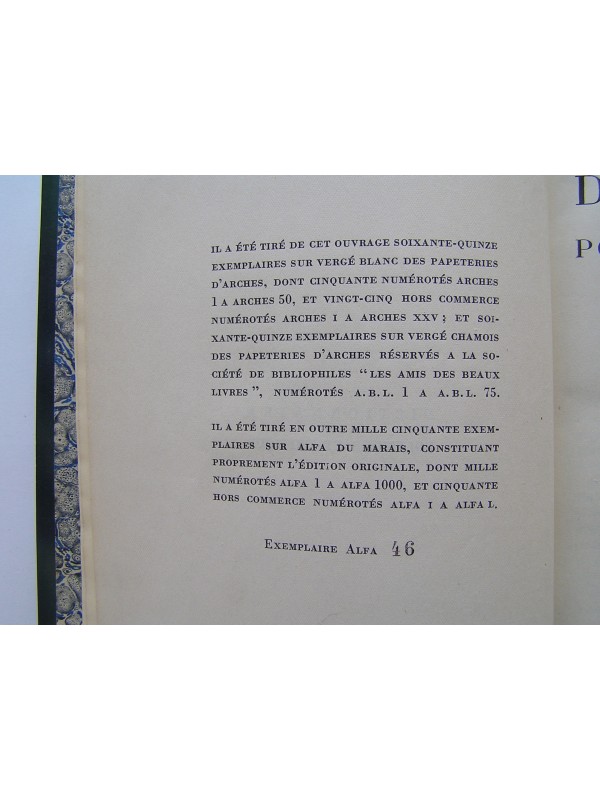 IL A ÉTÉ TIRÉ DE CET OUVRAGE SOIXANTE-QUINZE
EXEMPLAIRES SUR VERGÉ BLANC DES PAPETERIES
D'ARCHES, DONT CINQUANTE NUMÉROTÉS ARCHES
1 A ARCHES 50, ET VINGT-CINQ HORS COMMERCE
NUMÉROTÉS ARCHES I A ARCHES XXV; ET SOI-
XANTE-QUINZE EXEMPLAIRES SUR VERGÉ CHAMOIS
DES PAPETERIES D'ARCHES RÉSERVÉS A LA SO-
CIÉTÉ DE BIBLIOPHILES “LES AMIS DES BEAUX
LIVRES”, NUMÉROTÉS A.B.L. 1 A A.B.L. 75.
IL A ÉTÉ TIRÉ EN OUTRE MILLE CINQUANTE EXEM-
PLAIRES SUR ALFA DU MARAIS, CONSTITUANT
PROPREMENT L'ÉDITION ORIGINALE, DONT MILLE
NUMÉROTÉS ALFA 1 A ALFA 1000, ET CINQUANTE
HORS COMMERCE NUMÉROTÉS ALFA I A ALFA L.
EXEMPLAIRE ALFA 46
D
P